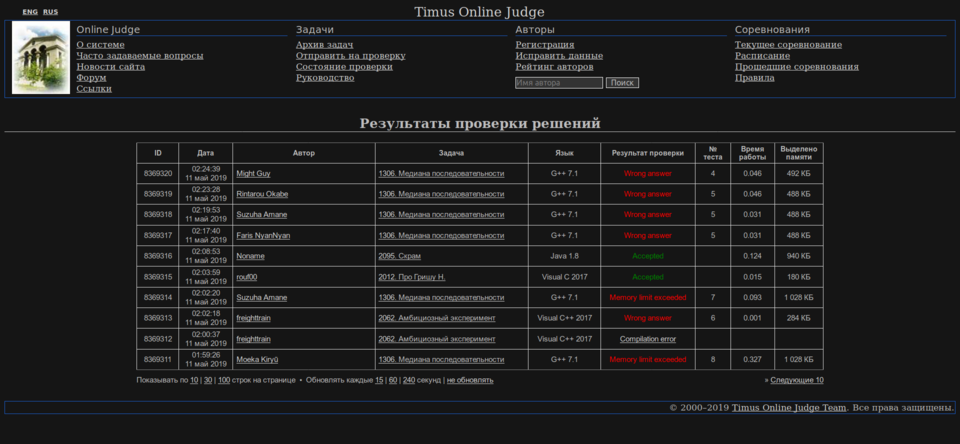 ENG RUS
Timus Online Judge
Online Judge
О системе
Часто задаваемые вопросы
Новости сайта
Форум
Ссылки
Задачи
Архив задач
Отправить на проверку
Состояние проверки
Руководство
Авторы
Регистрация
Исправить данные
Рейтинг авторов
Имя автора Поиск
Соревнования
Текущее соревнование
Расписание
Прошедшие соревнования
Правила
Результаты проверки решений
ID Дата Автор Задача Язык Результат проверки № теста Время работы Выделено памяти
8369320 02:24:39 11 май 2019 Might Guy 1306. Медиана последовательности G++ 7.1 Wrong answer 4 0.046 492 КБ
8369319 02:23:28 11 май 2019 Rintarou Okabe 1306. Медиана последовательности G++ 7.1 Wrong answer 5 0.046 488 КБ
8369318 02:19:53 11 май 2019 Suzuha Amane 1306. Медиана последовательности G++ 7.1 Wrong answer 5 0.031 488 КБ
8369317 02:17:40 11 май 2019 Faris NyanNyan 1306. Медиана последовательности G++ 7.1 Wrong answer 5 0.031 488 КБ
8369316 02:08:53 11 май 2019 Noname 2095. Скрам Java 1.8 Accepted 0.124 940 КБ
8369315 02:03:59 11 май 2019 rouf00 2012. Про Гришу Н. Visual C 2017 Accepted 0.015 180 КБ
8369314 02:02:20 11 май 2019 Suzuha Amane 1306. Медиана последовательности G++ 7.1 Memory limit exceeded 7 0.093 1 028 КБ
8369313 02:02:18 11 май 2019 freighttrain 2062. Амбициозный эксперимент Visual C++ 2017 Wrong answer 6 0.001 284 КБ
8369312 02:00:37 11 май 2019 freighttrain 2062. Амбициозный эксперимент Visual C++ 2017 Compilation error
8369311 01:59:26 11 май 2019 Moeka Kiryū 1306. Медиана последовательности G++ 7.1 Memory limit exceeded 8 0.327 1 028 КБ
Показывать по 10 | 30 | 100 строк на странице • Обновлять каждые 15 | 60 | 240 секунд | не обновлять » Следующие 10
© 2000–2019 Timus Online Judge Team. Все права защищены.